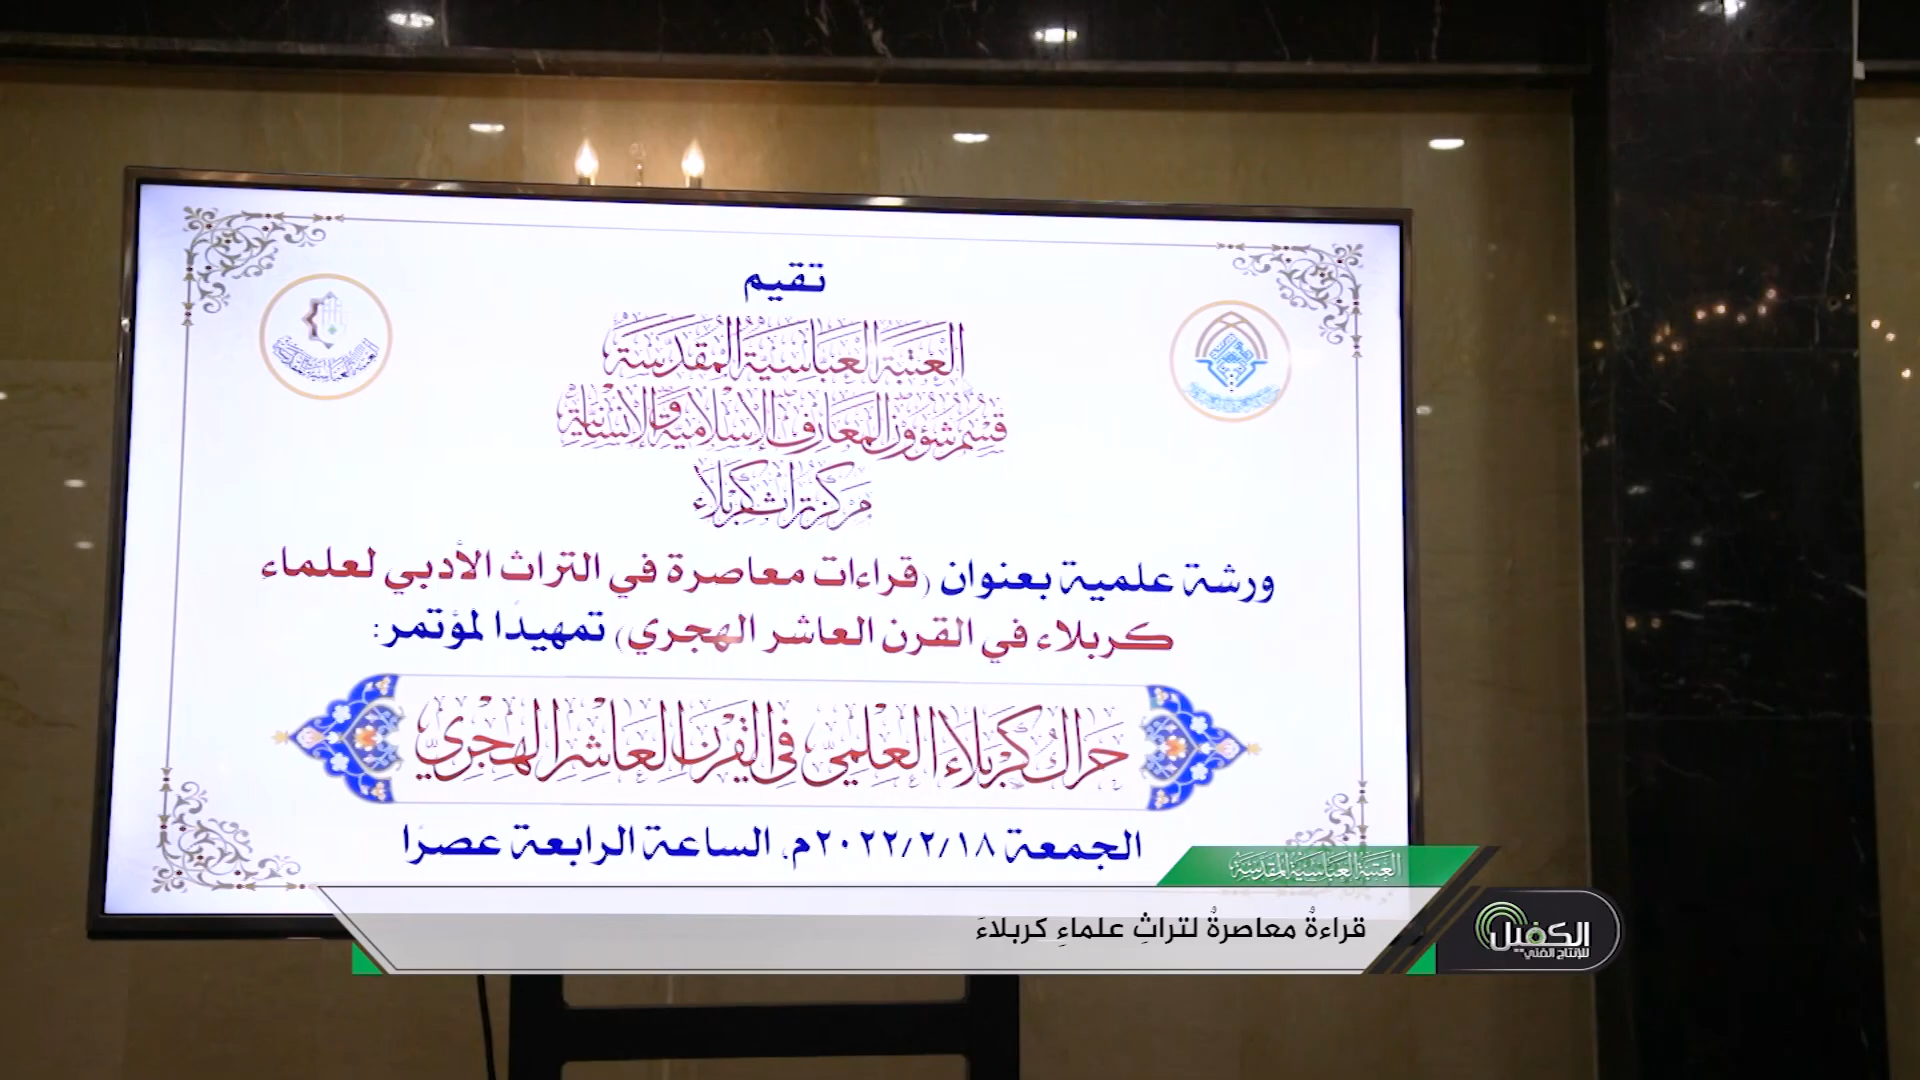 تقيم
العتبة العباسية المقدسة
قسم شؤون المعارف الإسلامية والإنسانية
مركز تراث كربلاء
ورشة علمية بعنوان (قراءات معاصرة في التراث الأدبي لعلماء
كربلاء في القرن العاشر الهجري) تمهيدًا لمؤتمر:
حراك كربلاء العلمي في القرن العاشر الهجري
الجمعة ٢٠٢٢/٢/١٨م. الساعة الرابعة عصرًا
العتبة العباسية المقدسة
قراءةٌ معاصرةٌ لتراثِ علماءِ كربلاءَ
الكفيل
للإنتاج الفني